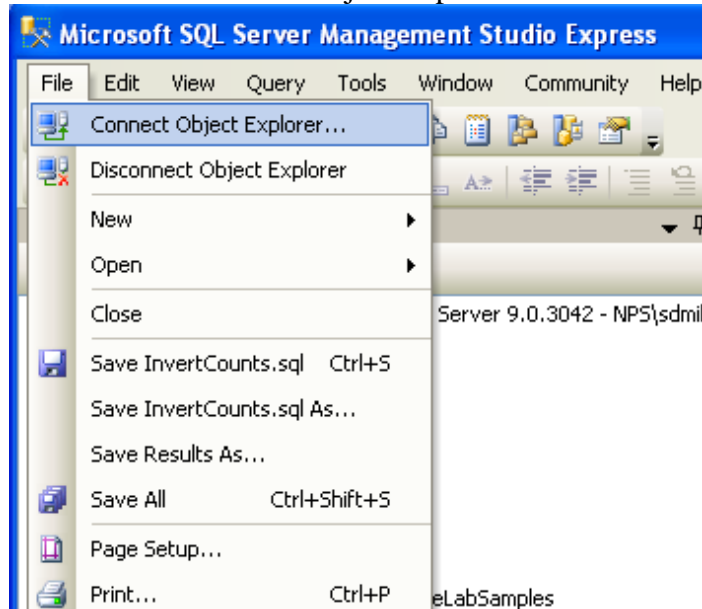 Microsoft SQL Server Management Studio Express
File Edit View Query Tools Window Community Help
Connect Object Explorer...
Disconnect Object Explorer
New
Open
Close
Server 9.0.3042 - NPS\sdmil
Save InvertCounts.sql Ctrl+S
Save InvertCounts.sql As...
Save Results As...
Save All Ctrl+Shift+S
Page Setup...
Print... Ctrl+P
eLabSamples